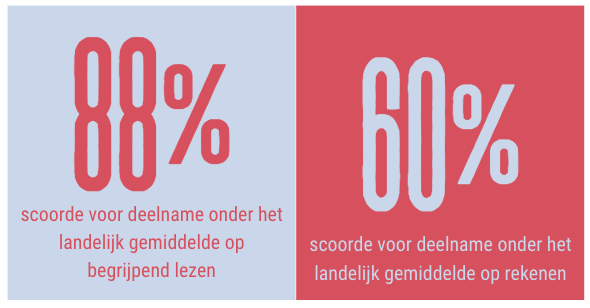 88%
scoorde voor deelname onder het
landelijk gemiddelde op
begrijpend lezen
60%
scoorde voor deelname onder het
landelijk gemiddelde op rekenen